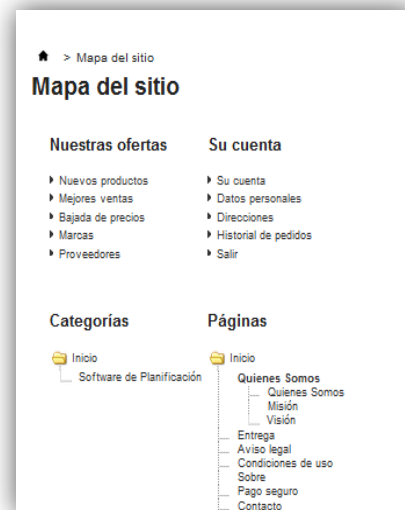 > Mapa del sitio
Mapa del sitio
Nuestras ofertas
Nuevos productos
Mejores ventas
Bajada de precios
Marcas
Proveedores
Su cuenta
Su cuenta
Datos personales
Direcciones
Historial de pedidos
Salir
Categorías
Inicio
Software de Planificación
Páginas
Inicio
Quienes Somos
Quienes Somos
Misión
Visión
Entrega
Aviso legal
Condiciones de uso
Sobre
Pago seguro
Contacto